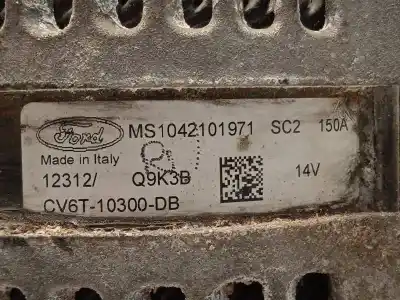 Ford MS1042101971 SC2 150A
Made in Italy
12312/ Q9K3B 14V
CV6T-10300-DB